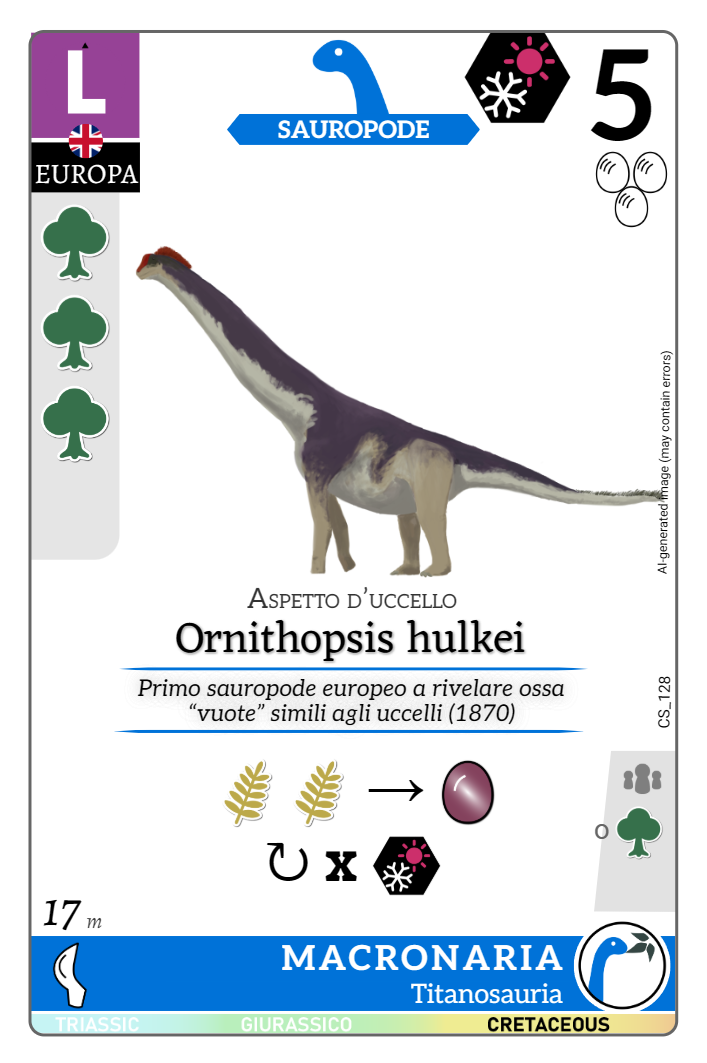 L
SAUROPODE
5
EUROPA
AI-generated image (may contain errors)
Aspetto d'uccello
Ornithopsis hulkei
Primo sauropode europeo a rivelare ossa
“vuote” simili agli uccelli (1870)
CS_128
→
o
↻ x
17 m
MACRONARIA
Titanosauria
TRIASSIC GIURASSICO CRETACEOUS